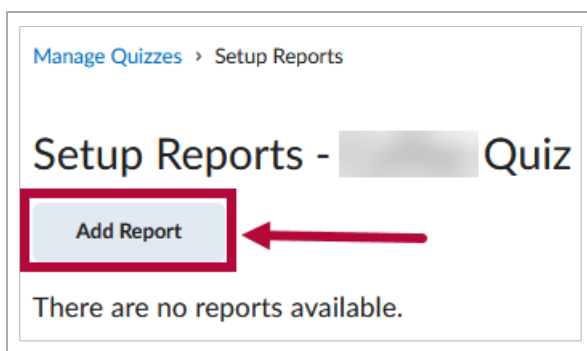 Manage Quizzes › Setup Reports
Setup Reports - Quiz
Add Report
There are no reports available.